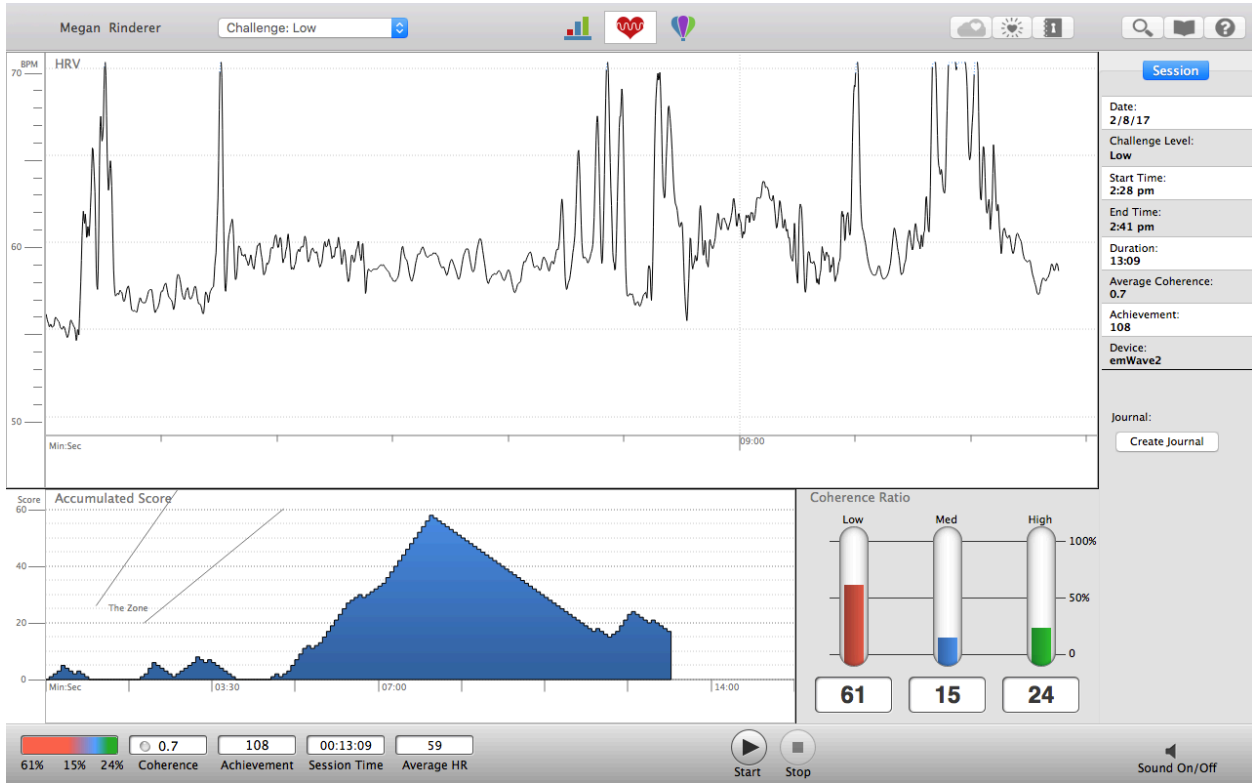 Megan Rinderer
Challenge: Low
BPM
HRV
70
60
50
Min:Sec
09:00
Session
Date:
2/8/17
Challenge Level:
Low
Start Time:
2:28 pm
End Time:
2:41 pm
Duration:
13:09
Average Coherence:
0.7
Achievement:
108
Device:
emWave2
Journal:
Create Journal
Score
Accumulated Score
60
40
20
0
The Zone
Min:Sec
03:30
07:00
14:00
Coherence Ratio
Low Med High
100%
50%
0
61 15 24
61% 15% 24%
0.7
Coherence
108
Achievement
00:13:09
Session Time
59
Average HR
Start
Stop
Sound On/Off